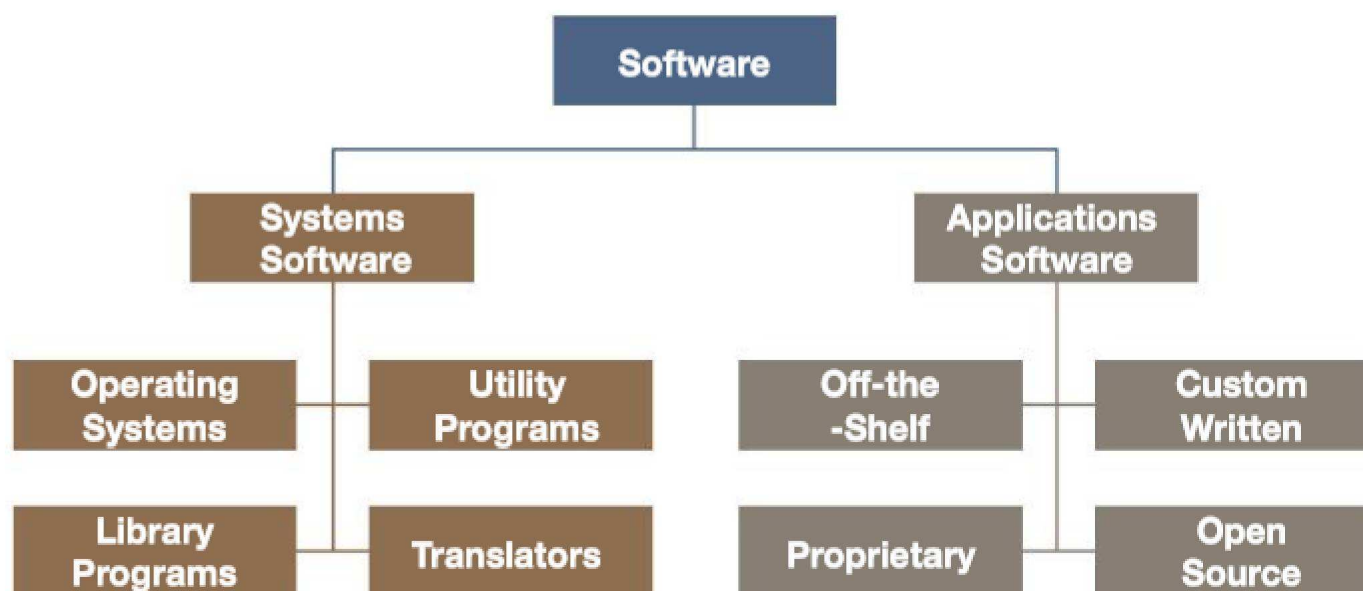 Software
Systems
Software
Applications
Software
Operating
Systems
Utility
Programs
Off-the
-Shelf
Custom
Written
Library
Programs
Translators
Proprietary
Open
Source